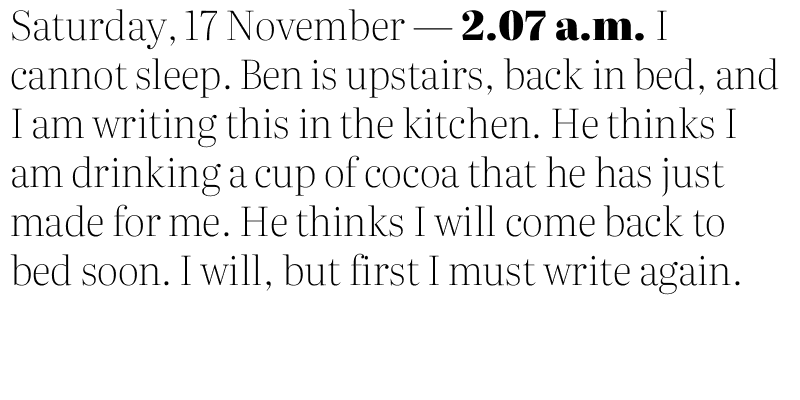 Saturday, 17 November — 2.07 a.m. I
cannot sleep. Ben is upstairs, back in bed, and
I am writing this in the kitchen. He thinks I
am drinking a cup of cocoa that he has just
made for me. He thinks I will come back to
bed soon. I will, but first I must write again.